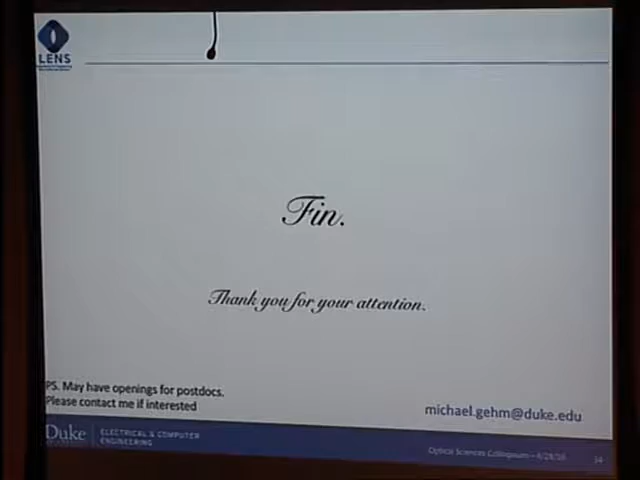 LENS
Fin.
Thank you for your attention.
PS. May have openings for postdocs.
Please contact me if interested
michael.gehm@duke.edu
Duke
ELECTRICAL & COMPUTER
ENGINEERING
Optical Sciences Colloquium –
34